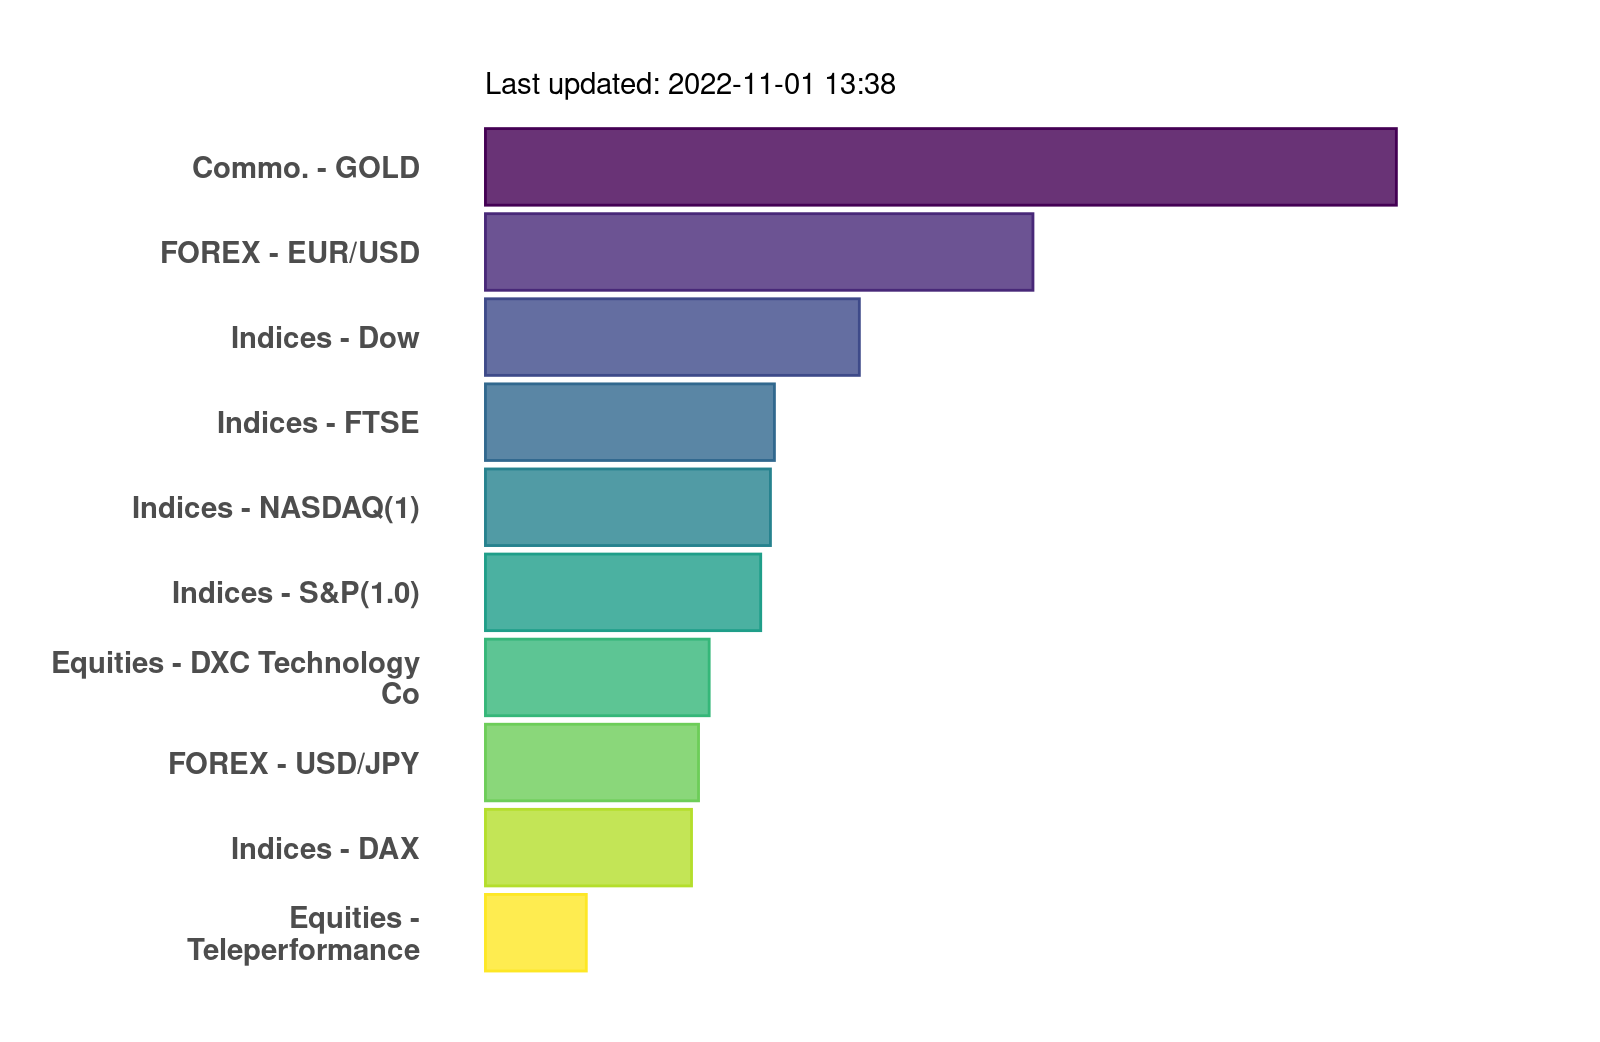 Last updated: 2022-11-01 13:38
Commo. - GOLD
FOREX - EUR/USD
Indices - Dow
Indices - FTSE
Indices - NASDAQ(1)
Indices - S&P(1.0)
Equities - DXC Technology
Co
FOREX - USD/JPY
Indices - DAX
Equities -
Teleperformance